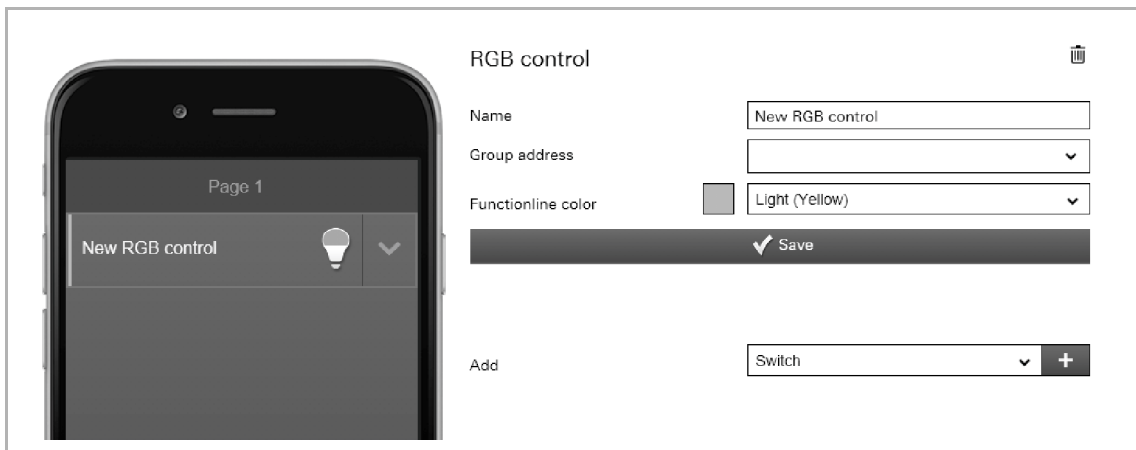 Page 1
New RGB control
RGB control
Name
New RGB control
Group address
Functionline color
Light (Yellow)
Save
Add
Switch